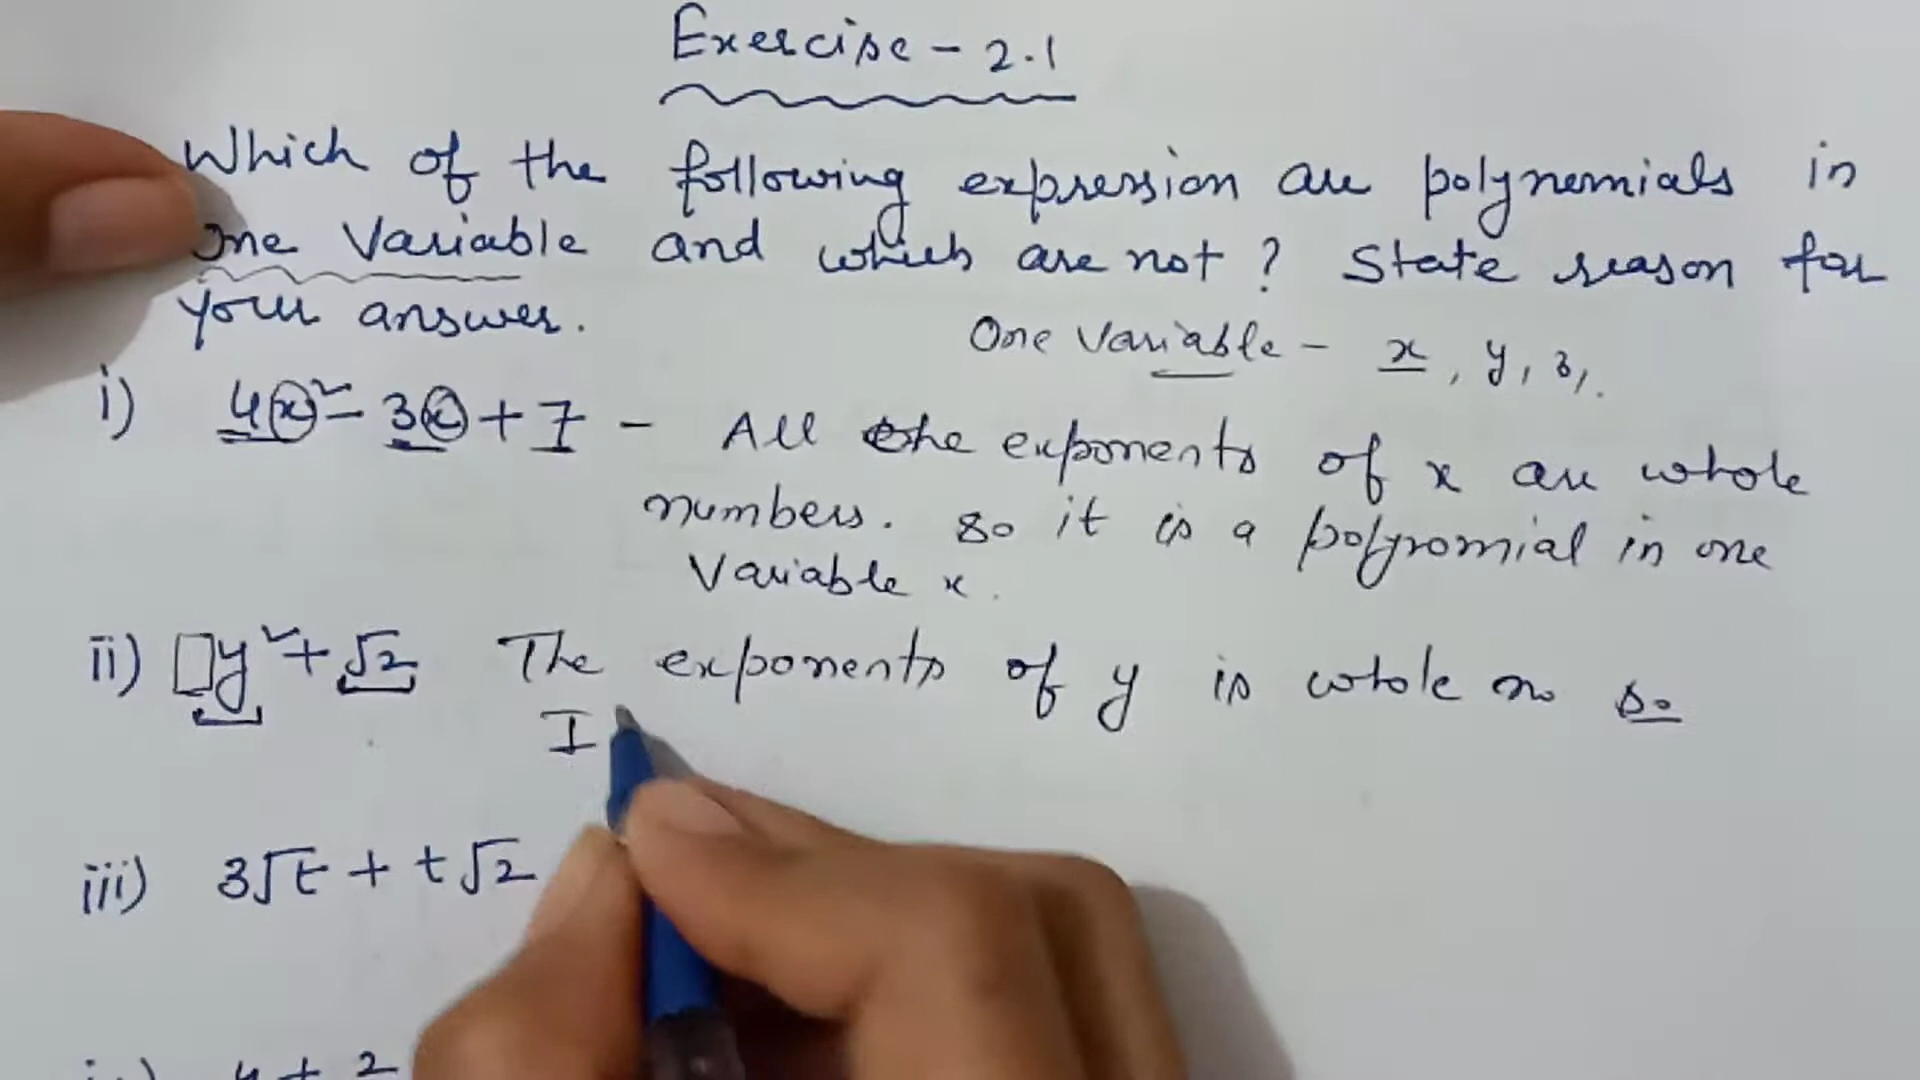 Exercise - 2.1
Which of the following expression are polynemials in
One Variable and which are not ? State reason for
your answer.
One Variable - x, y, z,.
i) 4x² - 3x + 7 - All the exponents of x are whole
numbers. so it is a polynomial in one
Variable x.
ii) □y² + √2 The exponents of y is whole no so
I
iii) 3√t + t√2
y + 2